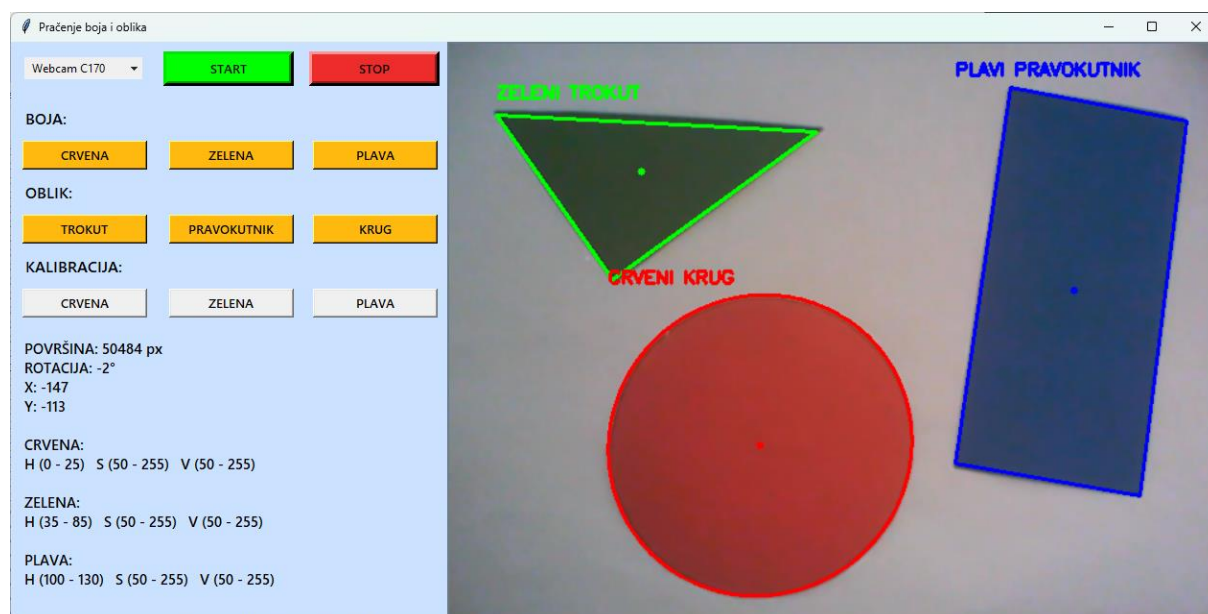 Pračenje boja i oblika
Webcam C170 START STOP
BOJA:
CRVENA ZELENA PLAVA
OBLIK:
TROKUT PRAVOKUTNIK KRUG
KALIBRACIJA:
CRVENA ZELENA PLAVA
POVRŠINA: 50484 px
ROTACIJA: -2°
X: -147
Y: -113
CRVENA:
H (0 - 25) S (50 - 255) V (50 - 255)
ZELENA:
H (35 - 85) S (50 - 255) V (50 - 255)
PLAVA:
H (100 - 130) S (50 - 255) V (50 - 255)
PLAVI PRAVOKUTNIK
ZELENI TROKUT
CRVENI KRUG